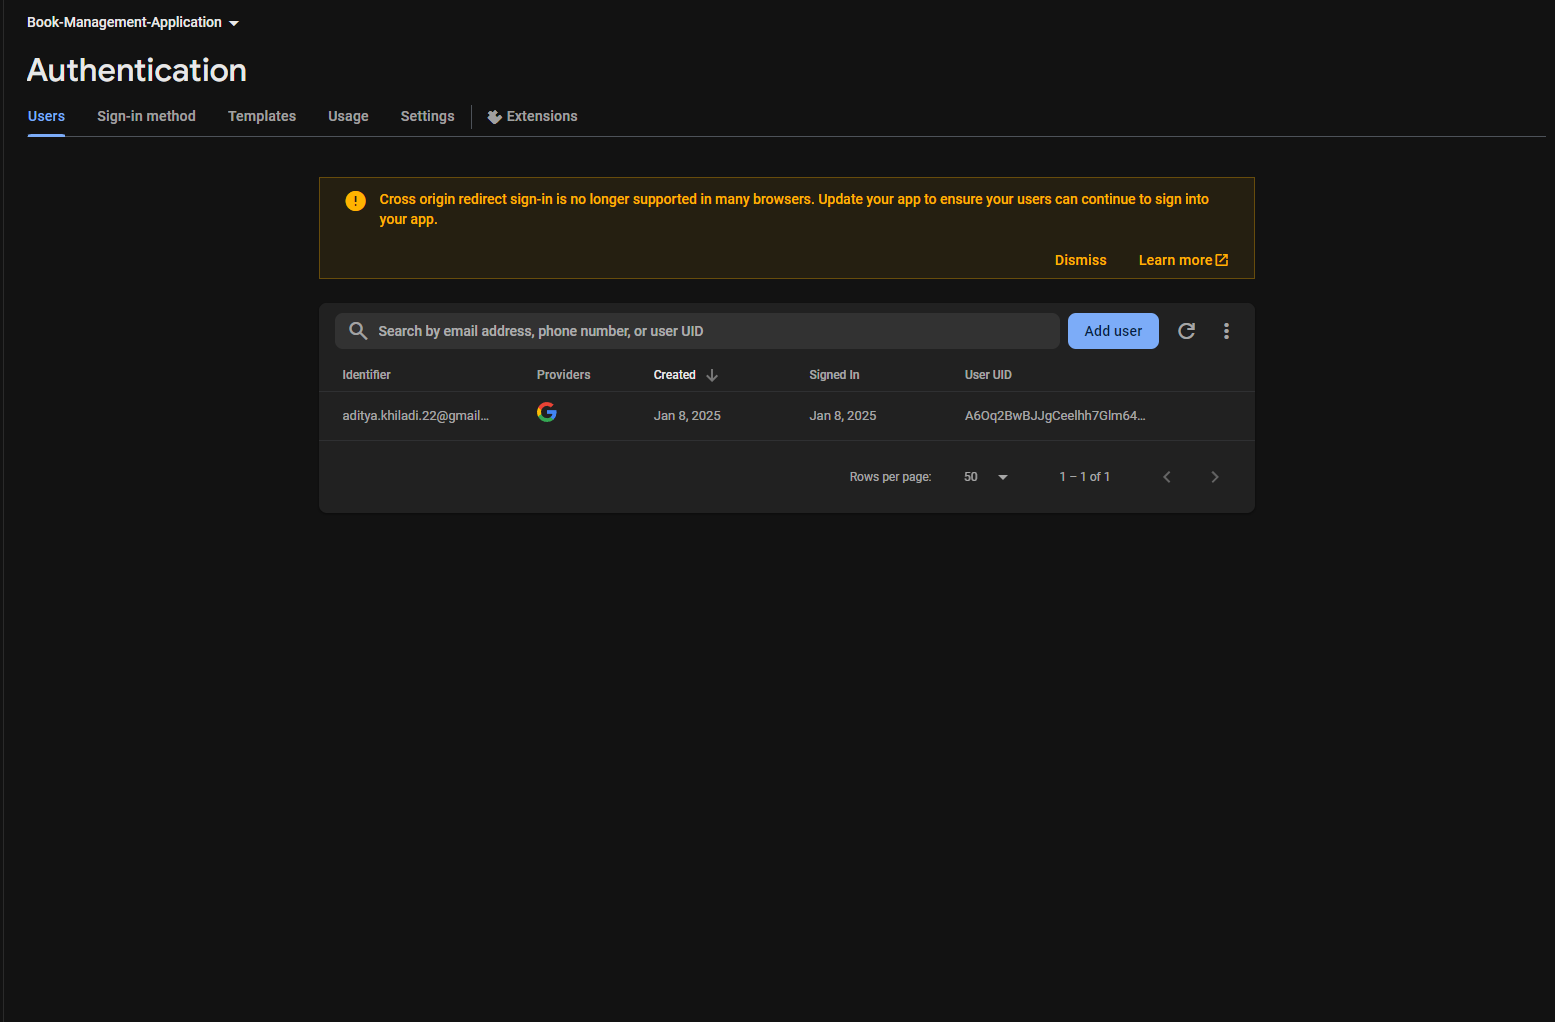 Book-Management-Application
Authentication
Users Sign-in method Templates Usage Settings Extensions
Cross origin redirect sign-in is no longer supported in many browsers. Update your app to ensure your users can continue to sign into
your app.
Dismiss Learn more
Search by email address, phone number, or user UID Add user
Identifier Providers Created Signed In User UID
aditya.khiladi.22@gmail... Jan 8, 2025 Jan 8, 2025 A6Oq2BwBJJgCeelhh7Glm64...
Rows per page: 50 1 – 1 of 1